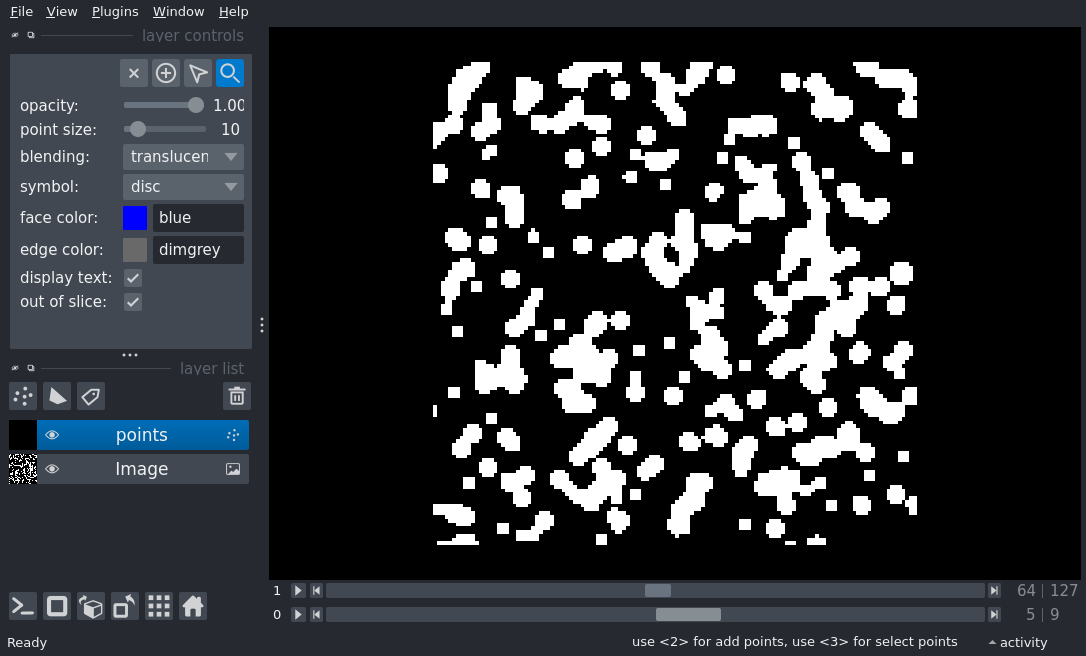 File View Plugins Window Help
layer controls
opacity: 1.00
point size: 10
blending: translucen
symbol: disc
face color: blue
edge color: dimgrey
display text:
out of slice:
layer list
points
Image
1 64 | 127
0 5 | 9
Ready use <2> for add points, use <3> for select points activity